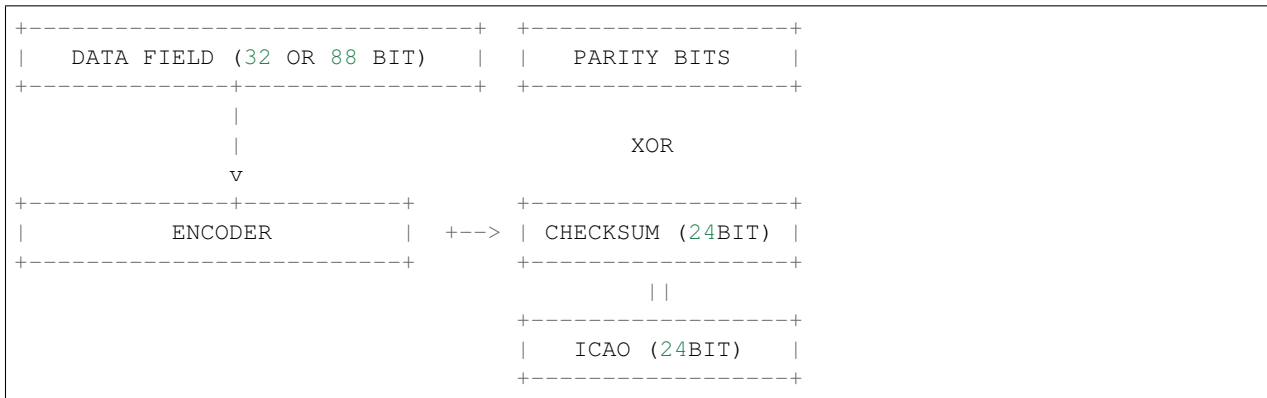 +--------------------------------+  +------------------+
|   DATA FIELD (32 OR 88 BIT)   |  |   PARITY BITS    |
+--------------+----------------+  +------------------+
               |
               |                           XOR
               v
+--------------+-----------+       +------------------+
|          ENCODER         |  +--> | CHECKSUM (24BIT) |
+--------------------------+       +------------------+
                                            ||
                                   +------------------+
                                   |   ICAO (24BIT)   |
                                   +------------------+